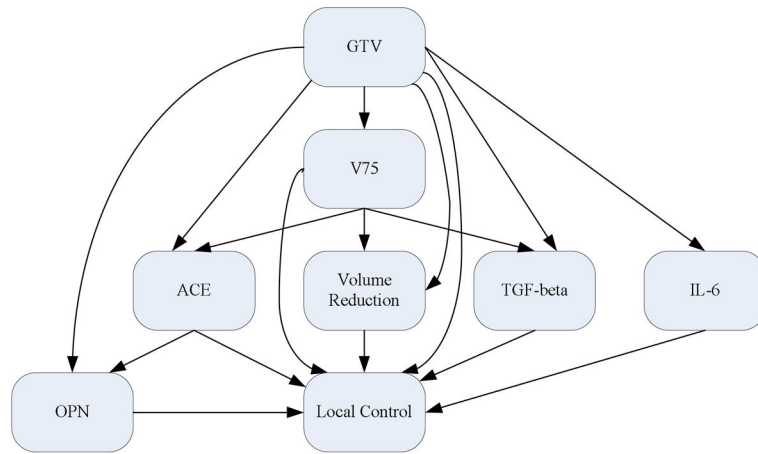 GTV
V75
ACE
Volume
Reduction
TGF-beta
IL-6
OPN
Local Control